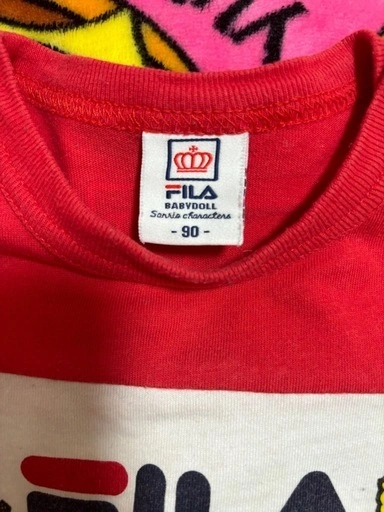 FILA
BABYDOLL
Sanrio characters
- 90 -
FILA